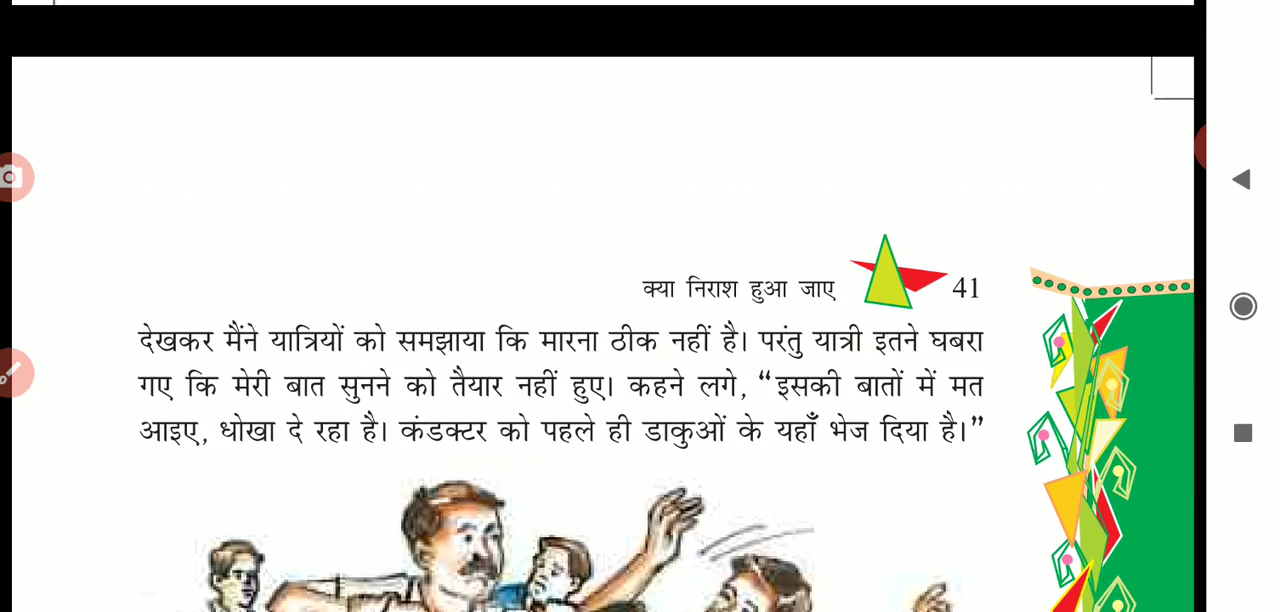 क्या निराश हुआ जाए 41
देखकर मैंने यात्रियों को समझाया कि मारना ठीक नहीं है। परंतु यात्री इतने घबरा
गए कि मेरी बात सुनने को तैयार नहीं हुए। कहने लगे, “इसकी बातों में मत
आइए, धोखा दे रहा है। कंडक्टर को पहले ही डाकुओं के यहाँ भेज दिया है।”